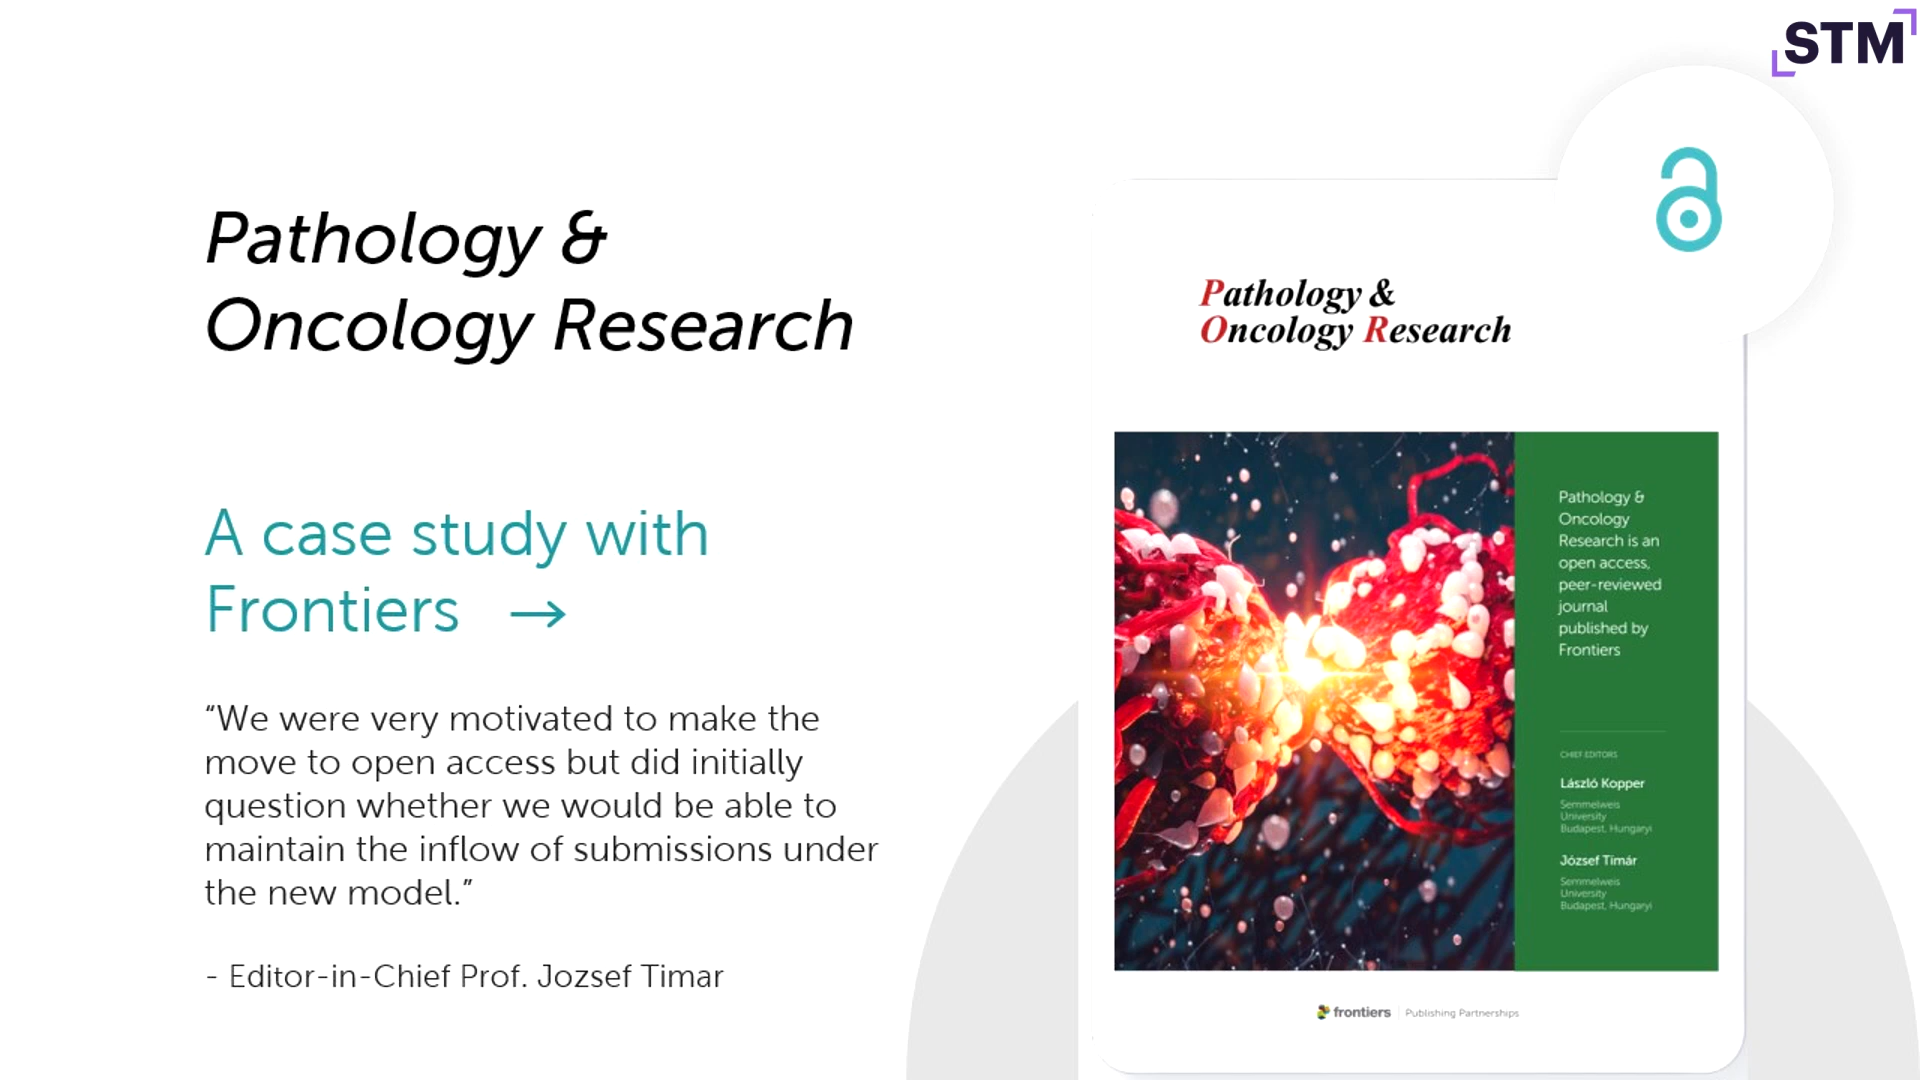 STM
Pathology &
Oncology Research
A case study with
Frontiers →
“We were very motivated to make the
move to open access but did initially
question whether we would be able to
maintain the inflow of submissions under
the new model.”
- Editor-in-Chief Prof. Jozsef Timar
Pathology &
Oncology Research
Pathology &
Oncology
Research is an
open access,
peer-reviewed
journal
published by
Frontiers
CHIEF EDITORS
László Kopper
Semmelweis
University
Budapest, Hungaryi
József Timár
Semmelweis
University
Budapest, Hungaryi
frontiers | Publishing Partnerships